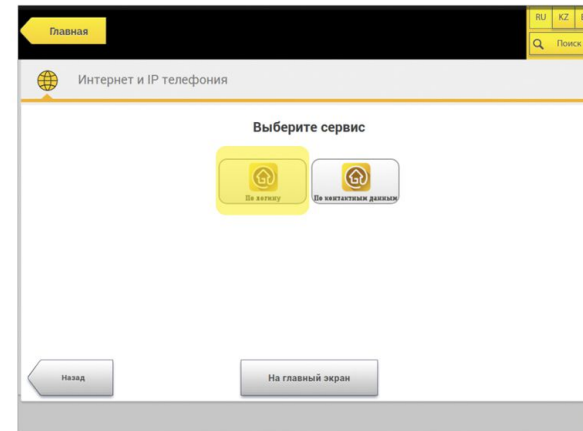 Главная
RU KZ
Поиск
Интернет и IP телефония
Выберите сервис
По логину
По контактным данным
Назад
На главный экран